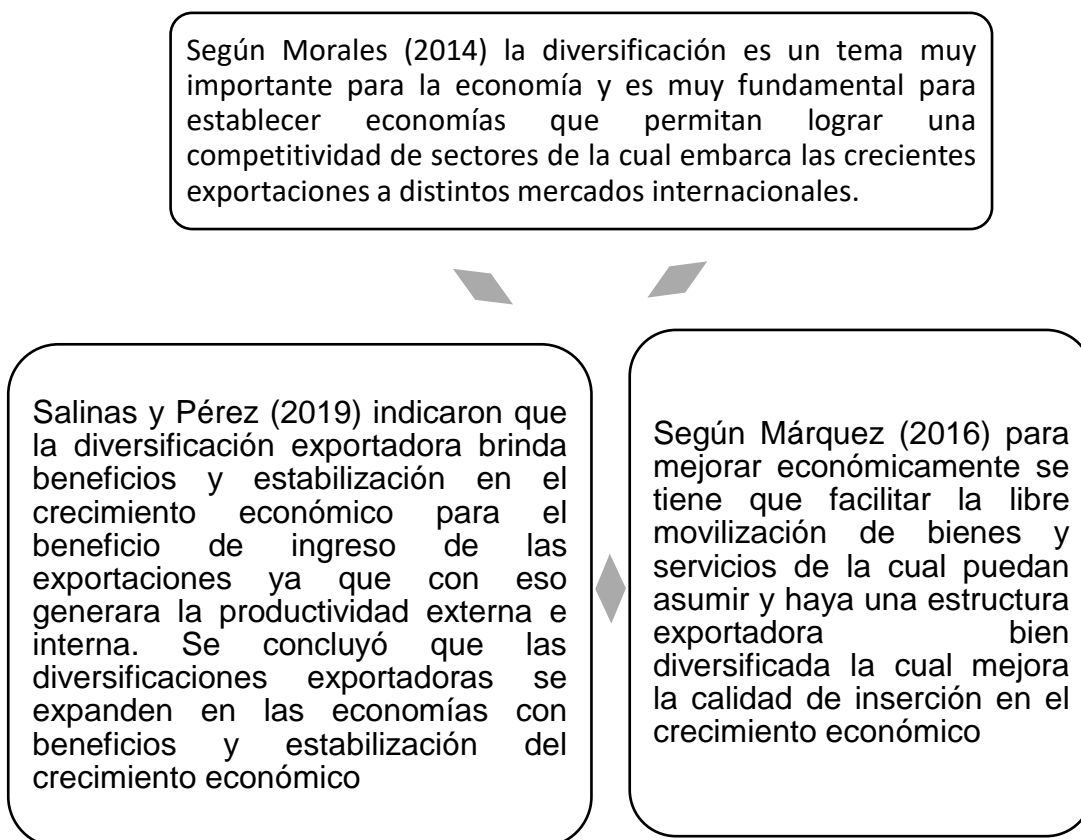 Según Morales (2014) la diversificación es un tema muy
importante para la economía y es muy fundamental para
establecer economías que permitan lograr una
competitividad de sectores de la cual embarca las crecientes
exportaciones a distintos mercados internacionales.
Salinas y Pérez (2019) indicaron que
la diversificación exportadora brinda
beneficios y estabilización en el
crecimiento económico para el
beneficio de ingreso de las
exportaciones ya que con eso
generara la productividad externa e
interna. Se concluyó que las
diversificaciones exportadoras se
expanden en las economías con
beneficios y estabilización del
crecimiento económico
Según Márquez (2016) para
mejorar económicamente se
tiene que facilitar la libre
movilización de bienes y
servicios de la cual puedan
asumir y haya una estructura
exportadora bien
diversificada la cual mejora
la calidad de inserción en el
crecimiento económico